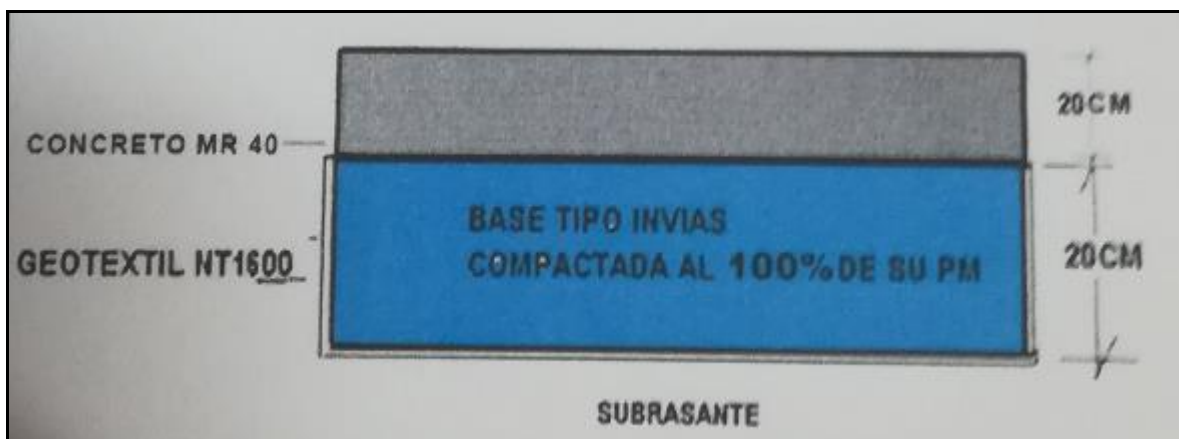 20CM
CONCRETO MR 40
BASE TIPO INVIAS
GEOTEXTIL NT1600
COMPACTADA AL 100% DE SU PM
20CM
SUBRASANTE